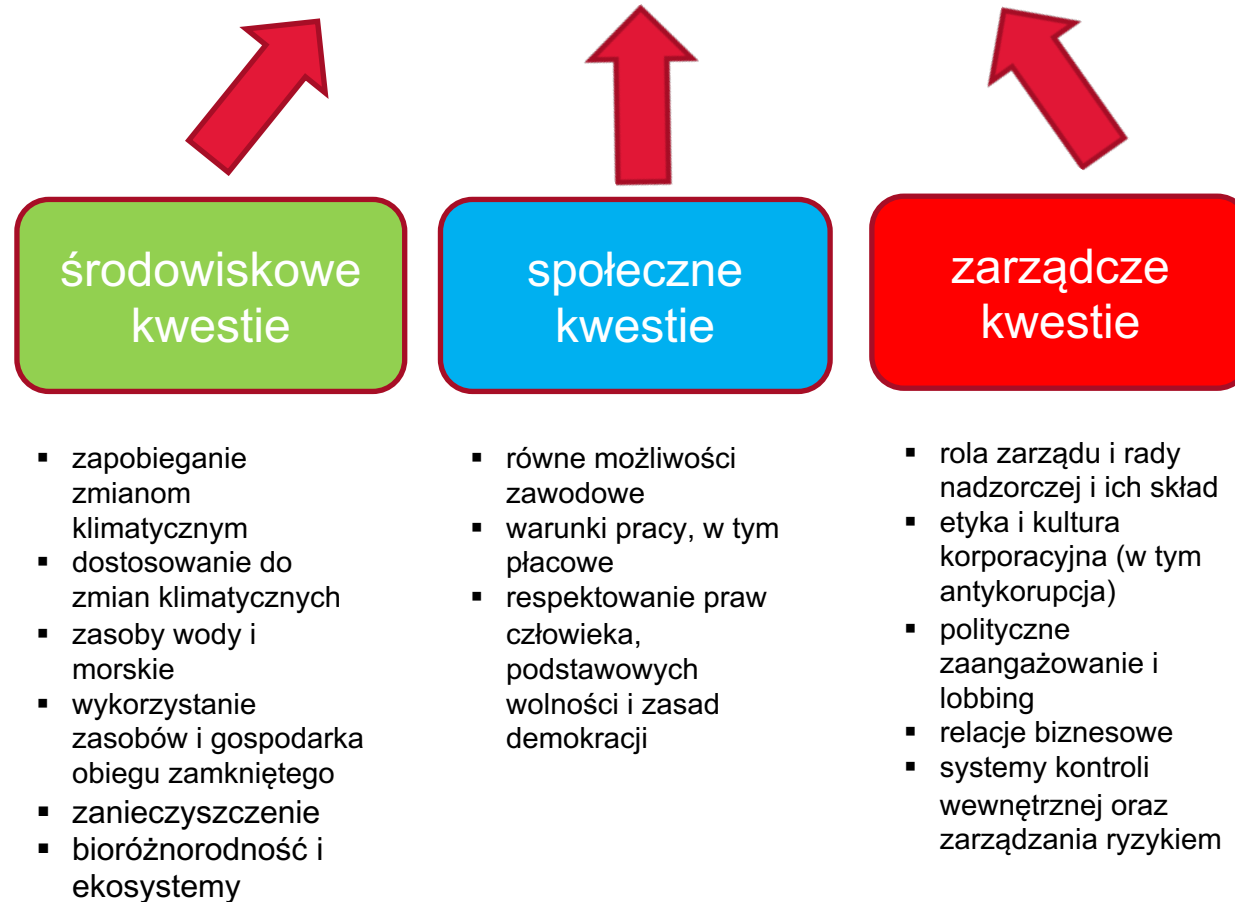 środowiskowe
kwestie
społeczne
kwestie
zarządcze
kwestie
▪ zapobieganie
zmianom
klimatycznym
▪ dostosowanie do
zmian klimatycznych
▪ zasoby wody i
morskie
▪ wykorzystanie
zasobów i gospodarka
obiegu zamkniętego
▪ zanieczyszczenie
▪ bioróżnorodność i
ekosystemy
▪ równe możliwości
zawodowe
▪ warunki pracy, w tym
płacowe
▪ respektowanie praw
człowieka,
podstawowych
wolności i zasad
demokracji
▪ rola zarządu i rady
nadzorczej i ich skład
▪ etyka i kultura
korporacyjna (w tym
antykorupcja)
▪ polityczne
zaangażowanie i
lobbing
▪ relacje biznesowe
▪ systemy kontroli
wewnętrznej oraz
zarządzania ryzykiem